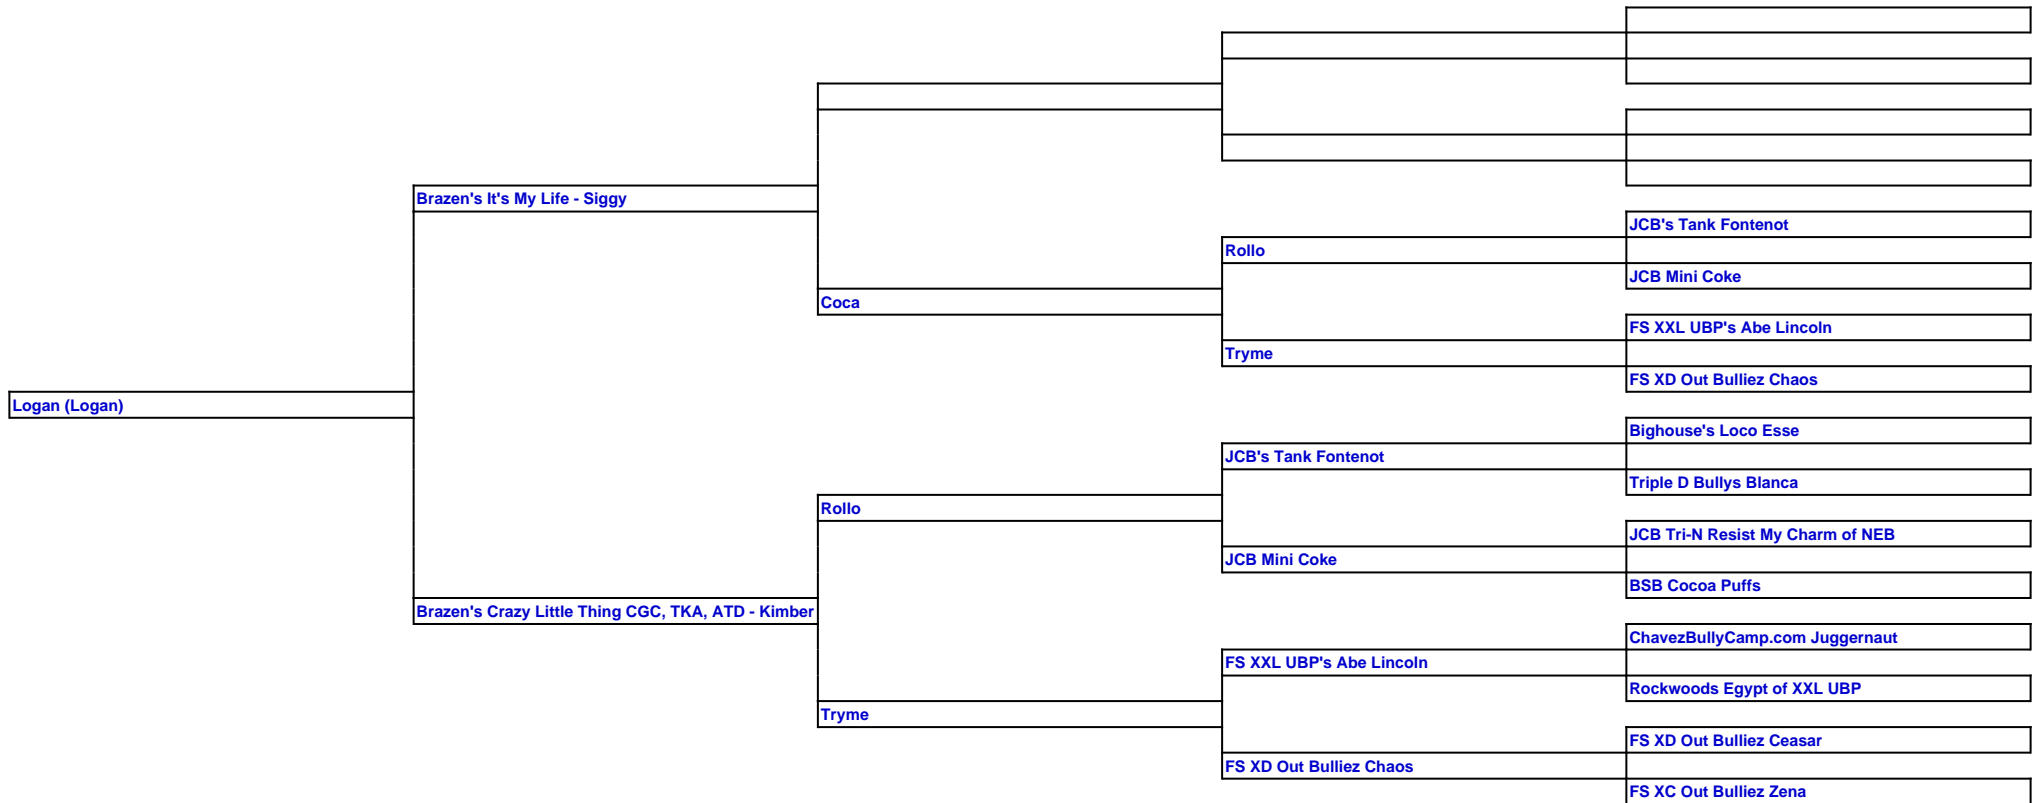 JCB's Tank Fontenot
Rollo
JCB Mini Coke
Brazen's It's My Life - Siggy
Coca
FS XXL UBP's Abe Lincoln
Tryme
FS XD Out Bulliez Chaos
Logan (Logan)
Bighouse's Loco Esse
JCB's Tank Fontenot
Triple D Bullys Blanca
Rollo
JCB Tri-N Resist My Charm of NEB
JCB Mini Coke
BSB Cocoa Puffs
Brazen's Crazy Little Thing CGC, TKA, ATD - Kimber
ChavezBullyCamp.com Juggernaut
FS XXL UBP's Abe Lincoln
Rockwoods Egypt of XXL UBP
Tryme
FS XD Out Bulliez Ceasar
FS XD Out Bulliez Chaos
FS XC Out Bulliez Zena